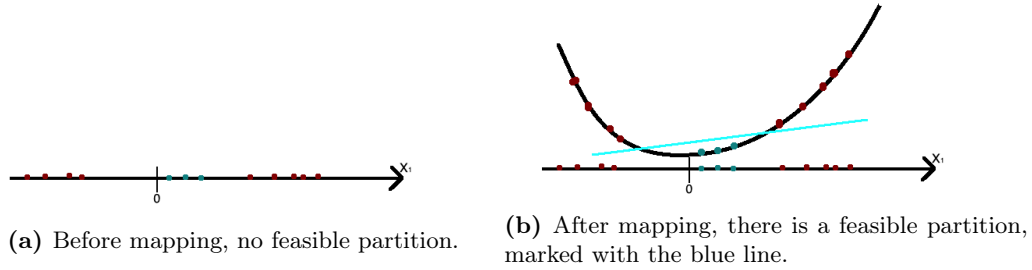 X₁
0
(a) Before mapping, no feasible partition.
X₁
0
(b) After mapping, there is a feasible partition,
marked with the blue line.